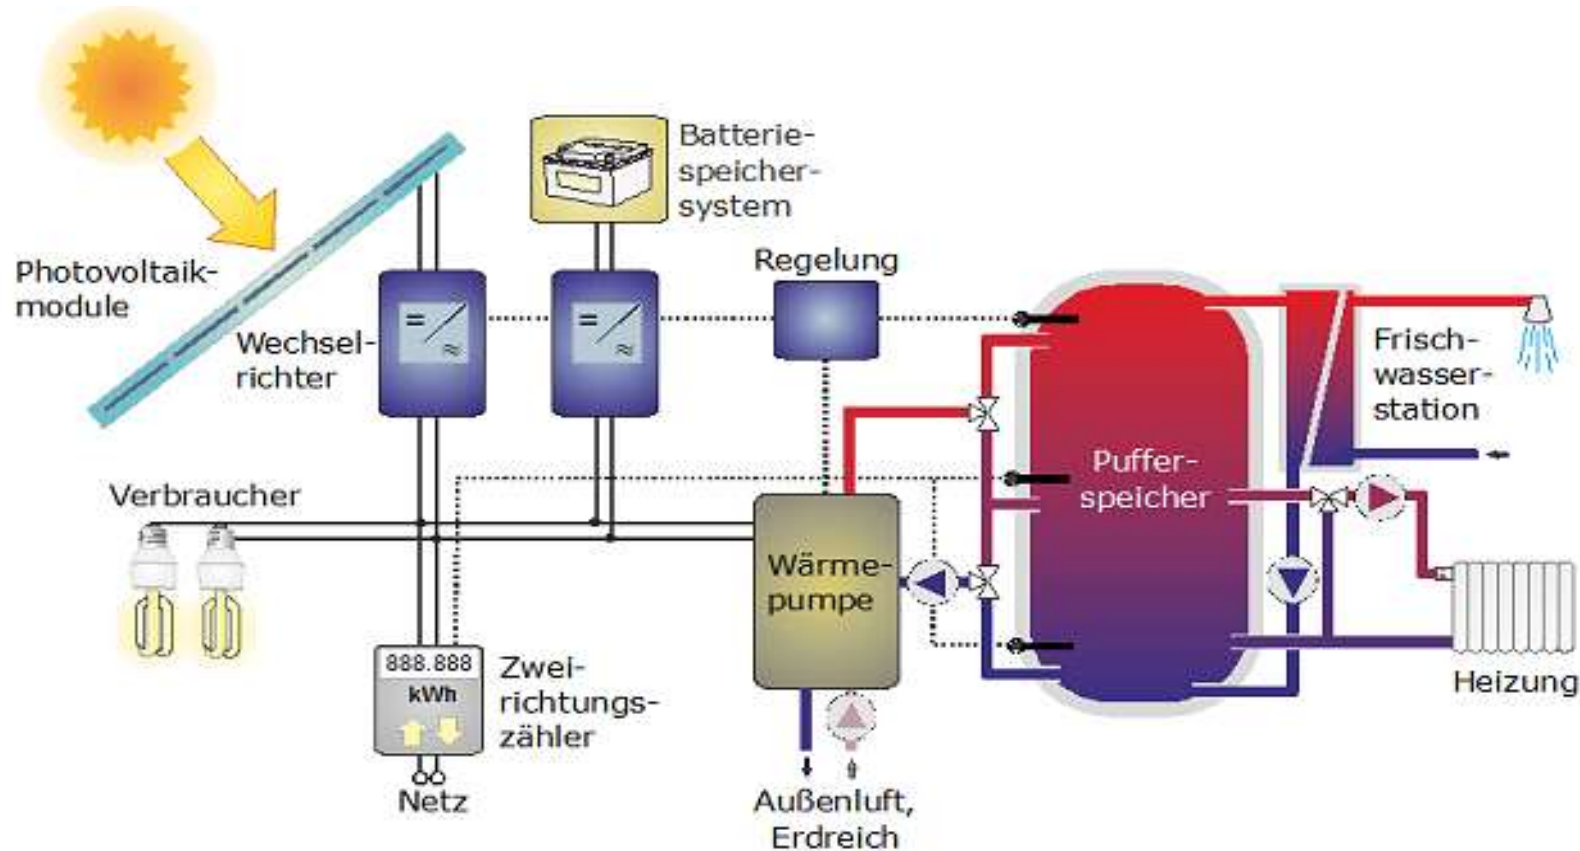 Batterie-
speicher-
system
Photovoltaik-
module
Regelung
Wechsel-
richter
=
≈
=
≈
Frisch-
wasser-
station
Puffer-
speicher
Verbraucher
Wärme-
pumpe
888.888
kWh
Zwei-
richtungs-
zähler
Heizung
Netz
Außenluft,
Erdreich